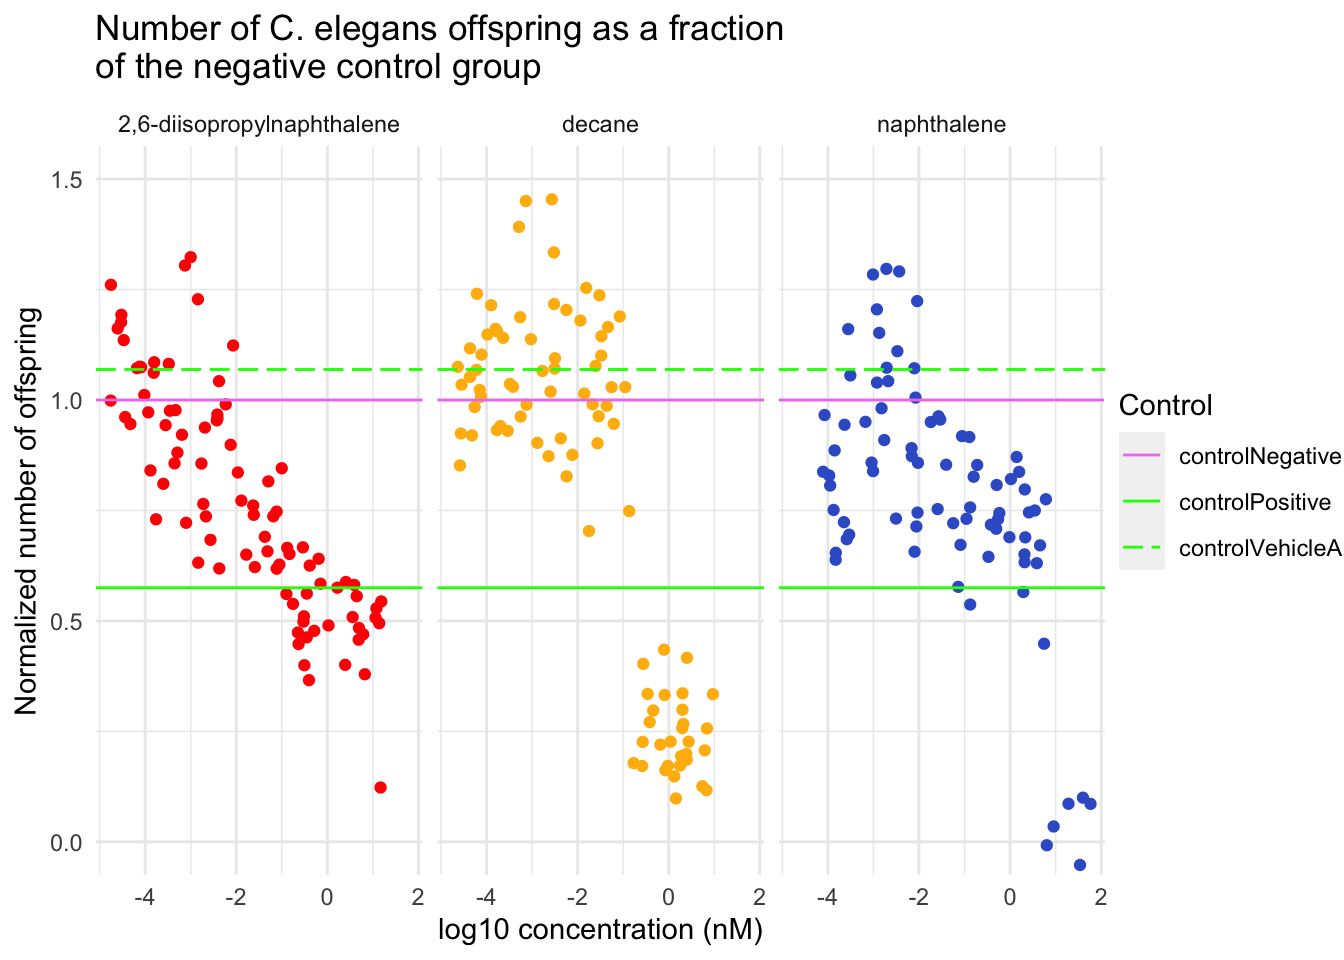 Number of C. elegans offspring as a fraction
of the negative control group
2,6-diisopropylnaphthalene
decane
naphthalene
Normalized number of offspring
1.5
1.0
0.5
0.0
-4 -2 0 2
-4 -2 0 2
-4 -2 0 2
log10 concentration (nM)
Control
controlNegative
controlPositive
controlVehicleA